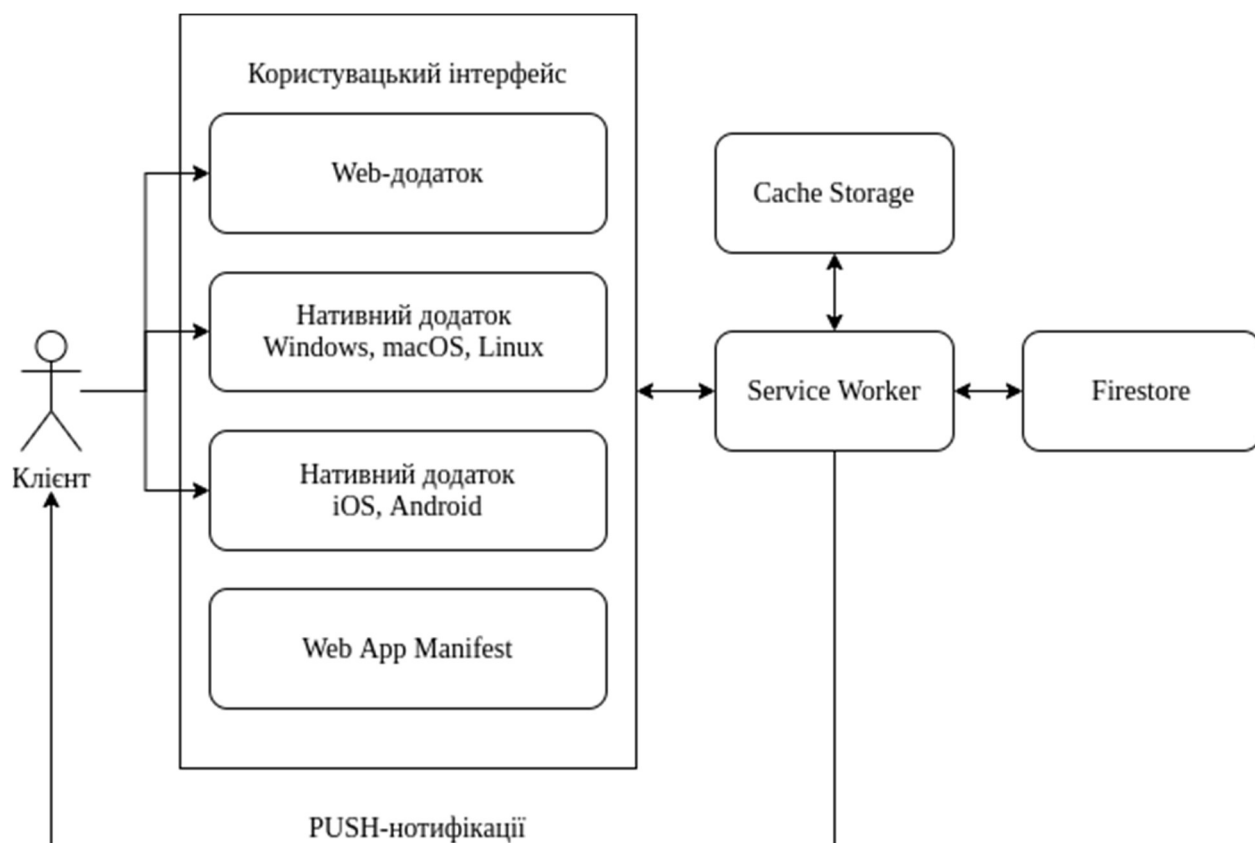 Користувацький інтерфейс
Web-додаток
Нативний додаток
Windows, macOS, Linux
Нативний додаток
iOS, Android
Web App Manifest
Клієнт
Cache Storage
Service Worker
Firestore
PUSH-нотифікації